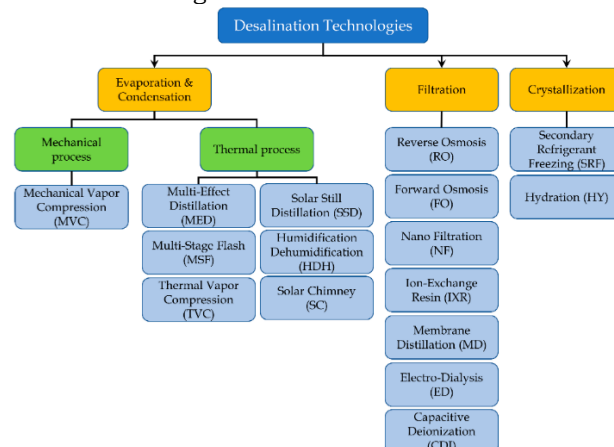 Desalination Technologies
Evaporation &
Condensation
Filtration
Crystallization
Mechanical
process
Thermal process
Mechanical Vapor
Compression
(MVC)
Multi-Effect
Distillation
(MED)
Multi-Stage Flash
(MSF)
Thermal Vapor
Compression
(TVC)
Solar Still
Distillation (SSD)
Humidification
Dehumidification
(HDH)
Solar Chimney
(SC)
Reverse Osmosis
(RO)
Forward Osmosis
(FO)
Nano Filtration
(NF)
Ion-Exchange
Resin (IXR)
Membrane
Distillation (MD)
Electro-Dialysis
(ED)
Capacitive
Deionization
(CDI)
Secondary
Refrigerant
Freezing (SRF)
Hydration (HY)